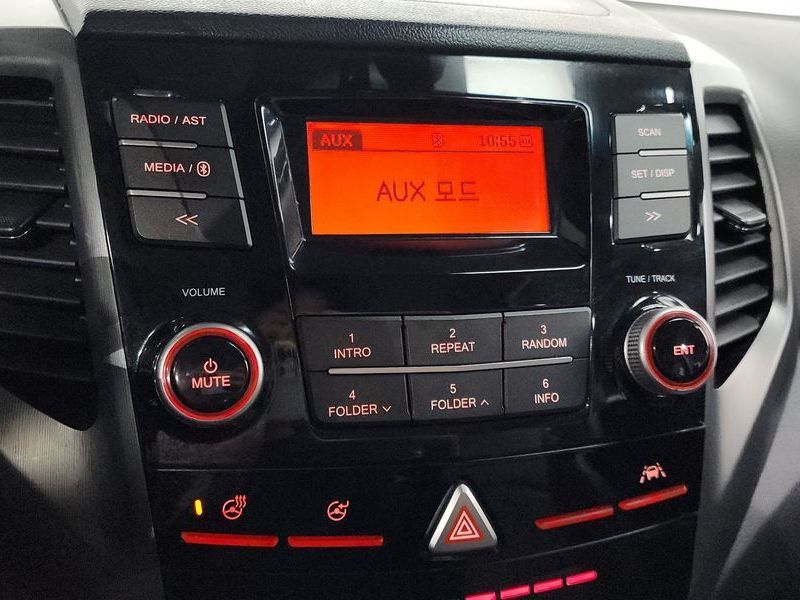 RADIO / AST
MEDIA /
<<
AUX
10:55 AM
AUX 모드
SCAN
SET / DISP
>>
VOLUME
MUTE
TUNE / TRACK
ENT
1
INTRO
2
REPEAT
3
RANDOM
4
FOLDER ∨
5
FOLDER ∧
6
INFO